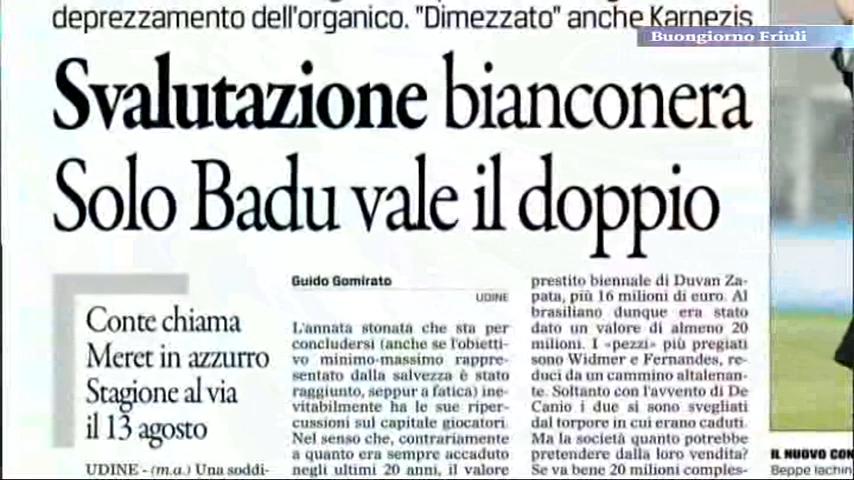 deprezzamento dell'organico. "Dimezzato" anche Karnezis
Buongiorno Friuli
Svalutazione bianconera
Solo Badu vale il doppio
Conte chiama
Meret in azzurro
Stagione al via
il 13 agosto
UDINE - (m.a.) Una soddi-
Guido Gomirato
UDINE
L'annata stonata che sta per
concludersi (anche se l'obietti-
vo minimo-massimo rappre-
sentato dalla salvezza è stato
raggiunto, seppur a fatica) ine-
vitabilmente ha le sue riper-
cussioni sul capitale giocatori.
Nel senso che, contrariamente
a quanto era sempre accaduto
negli ultimi 20 anni, il valore
prestito biennale di Duvan Za-
pata, più 16 milioni di euro. Al
brasiliano dunque era stato
dato un valore di almeno 20
milioni. I «pezzi» più pregiati
sono Widmer e Fernandes, re-
duci da un cammino altalenan-
te. Soltanto con l'avvento di De
Canio i due si sono svegliati
dal torpore in cui erano caduti.
Ma la società quanto potrebbe
pretendere dalla loro vendita?
Se va bene 20 milioni comples-
IL NUOVO CON
Beppe Iachin